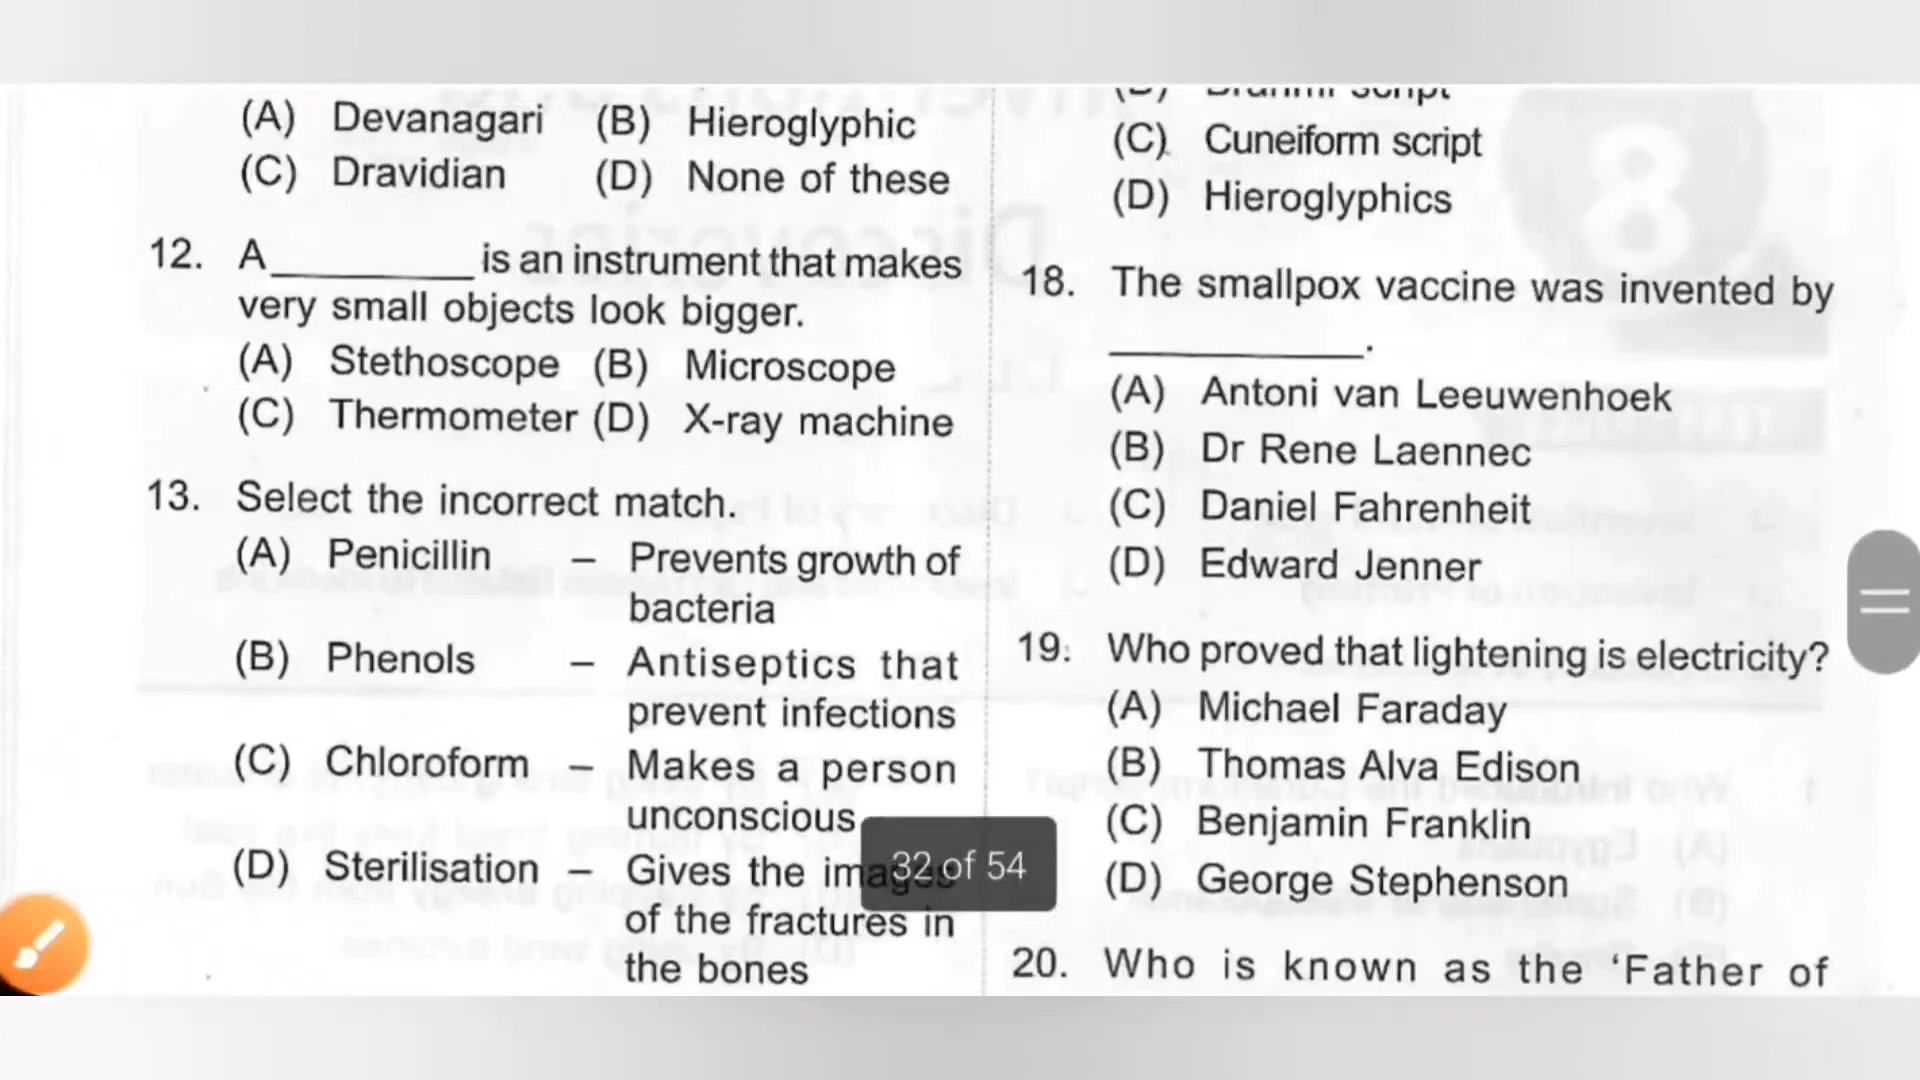 (A) Devanagari (B) Hieroglyphic
(C) Dravidian (D) None of these
12. A_________ is an instrument that makes
very small objects look bigger.
(A) Stethoscope (B) Microscope
(C) Thermometer (D) X-ray machine
13. Select the incorrect match.
(A) Penicillin – Prevents growth of
bacteria
(B) Phenols – Antiseptics that
prevent infections
(C) Chloroform – Makes a person
unconscious
(D) Sterilisation – Gives the images
of the fractures in
the bones
(C) Cuneiform script
(D) Hieroglyphics
18. The smallpox vaccine was invented by
___________.
(A) Antoni van Leeuwenhoek
(B) Dr Rene Laennec
(C) Daniel Fahrenheit
(D) Edward Jenner
19. Who proved that lightening is electricity?
(A) Michael Faraday
(B) Thomas Alva Edison
(C) Benjamin Franklin
(D) George Stephenson
20. Who is known as the ‘Father of
32 of 54